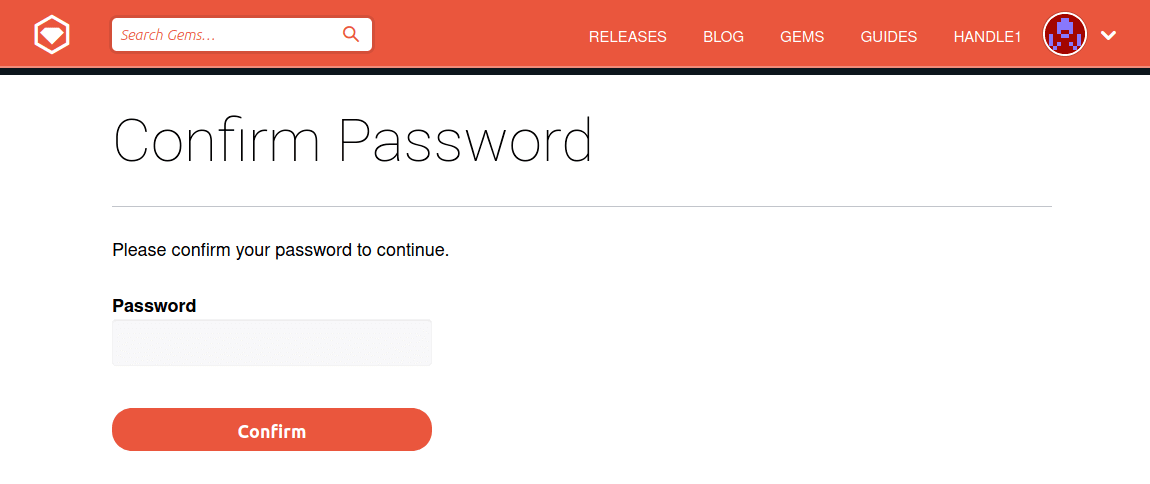 Search Gems…
RELEASES BLOG GEMS GUIDES HANDLE1
Confirm Password
Please confirm your password to continue.
Password
Confirm